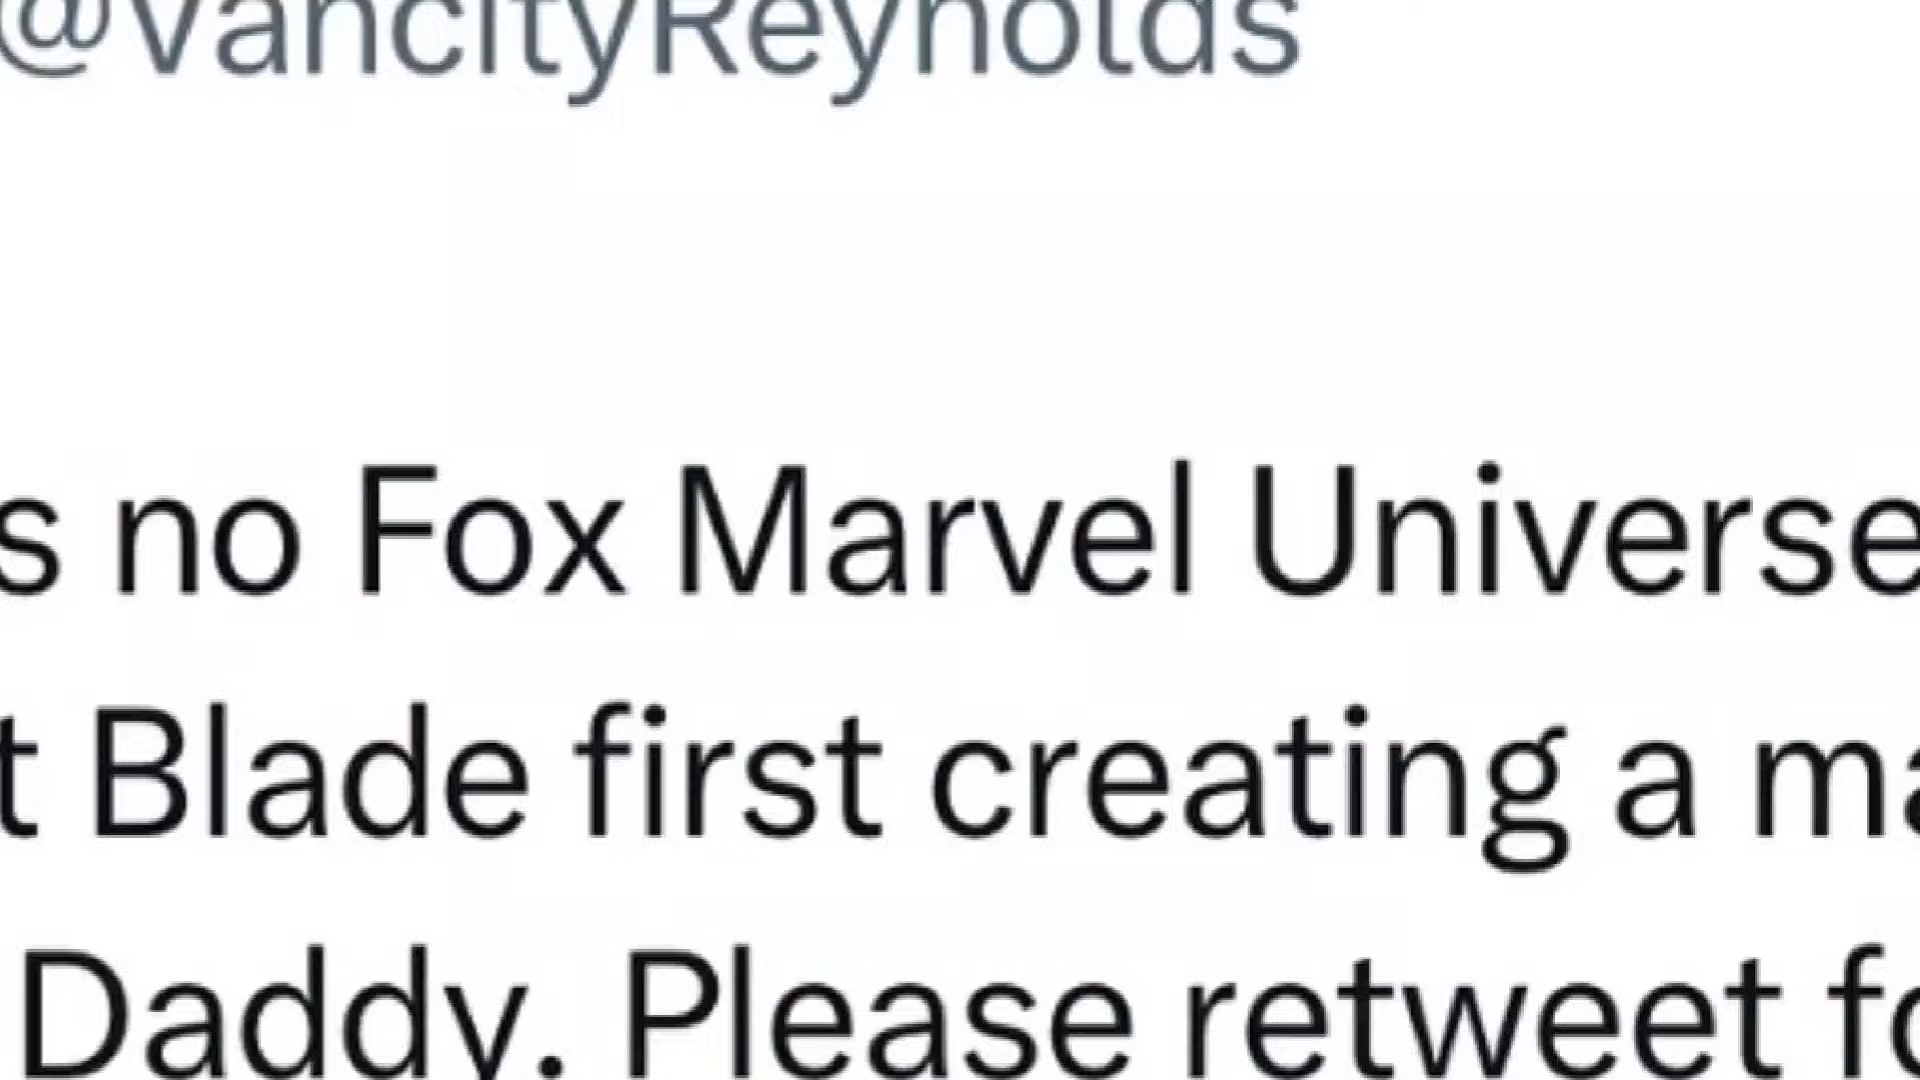 @VancityReynolds
s no Fox Marvel Universe
t Blade first creating a ma
Daddy. Please retweet fo